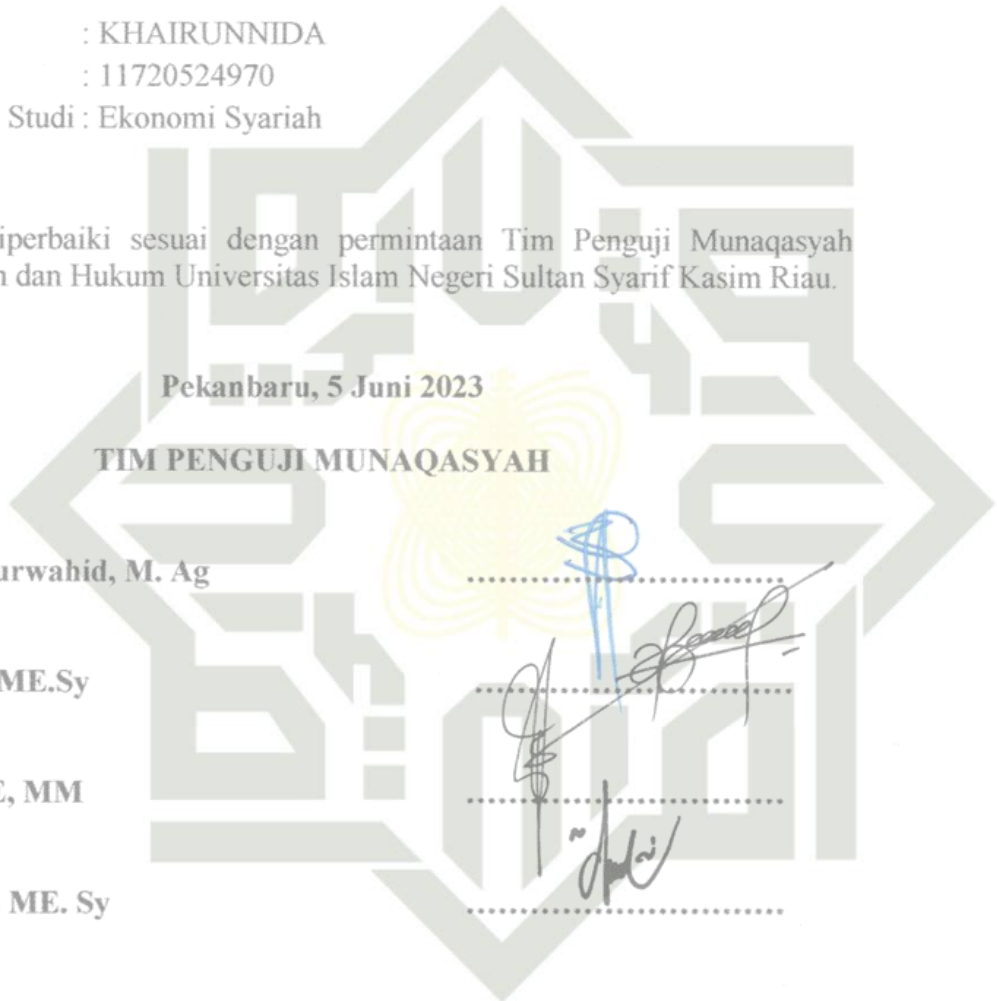 : KHAIRUNNIDA
: 11720524970
Studi : Ekonomi Syariah
iperbaiki sesuai dengan permintaan Tim Penguji Munaqasyah
dan Hukum Universitas Islam Negeri Sultan Syarif Kasim Riau.
Pekanbaru, 5 Juni 2023
TIM PENGUJI MUNAQASYAH
urwahid, M. Ag
ME.Sy
, MM
ME. Sy